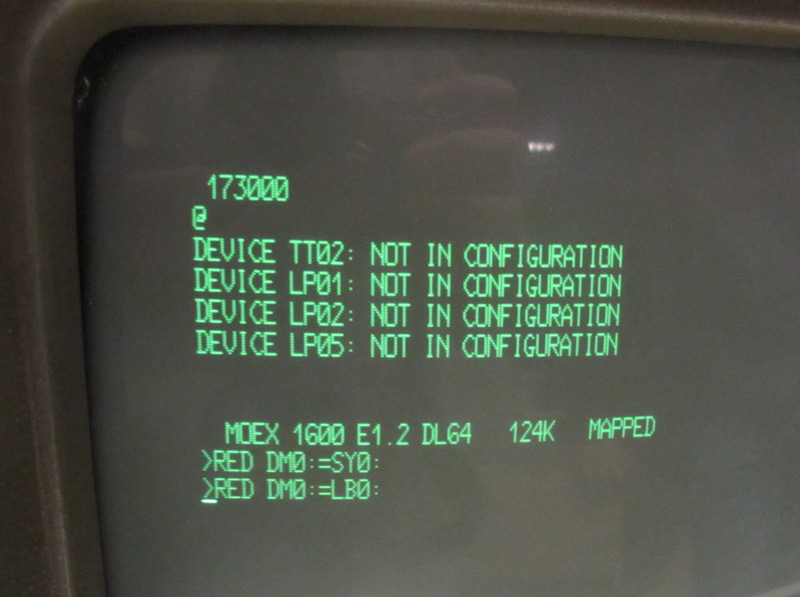 173000
@
DEVICE TT02: NOT IN CONFIGURATION
DEVICE LP01: NOT IN CONFIGURATION
DEVICE LP02: NOT IN CONFIGURATION
DEVICE LP05: NOT IN CONFIGURATION
MOEX 1600 E1.2 DLG4 124K MAPPED
>RED DM0:=SY0:
>RED DM0:=LB0: